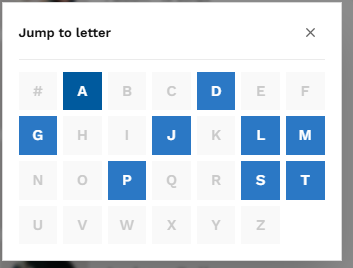 Jump to letter ×
# A B C D E F
G H I J K L M
N O P Q R S T
U V W X Y Z